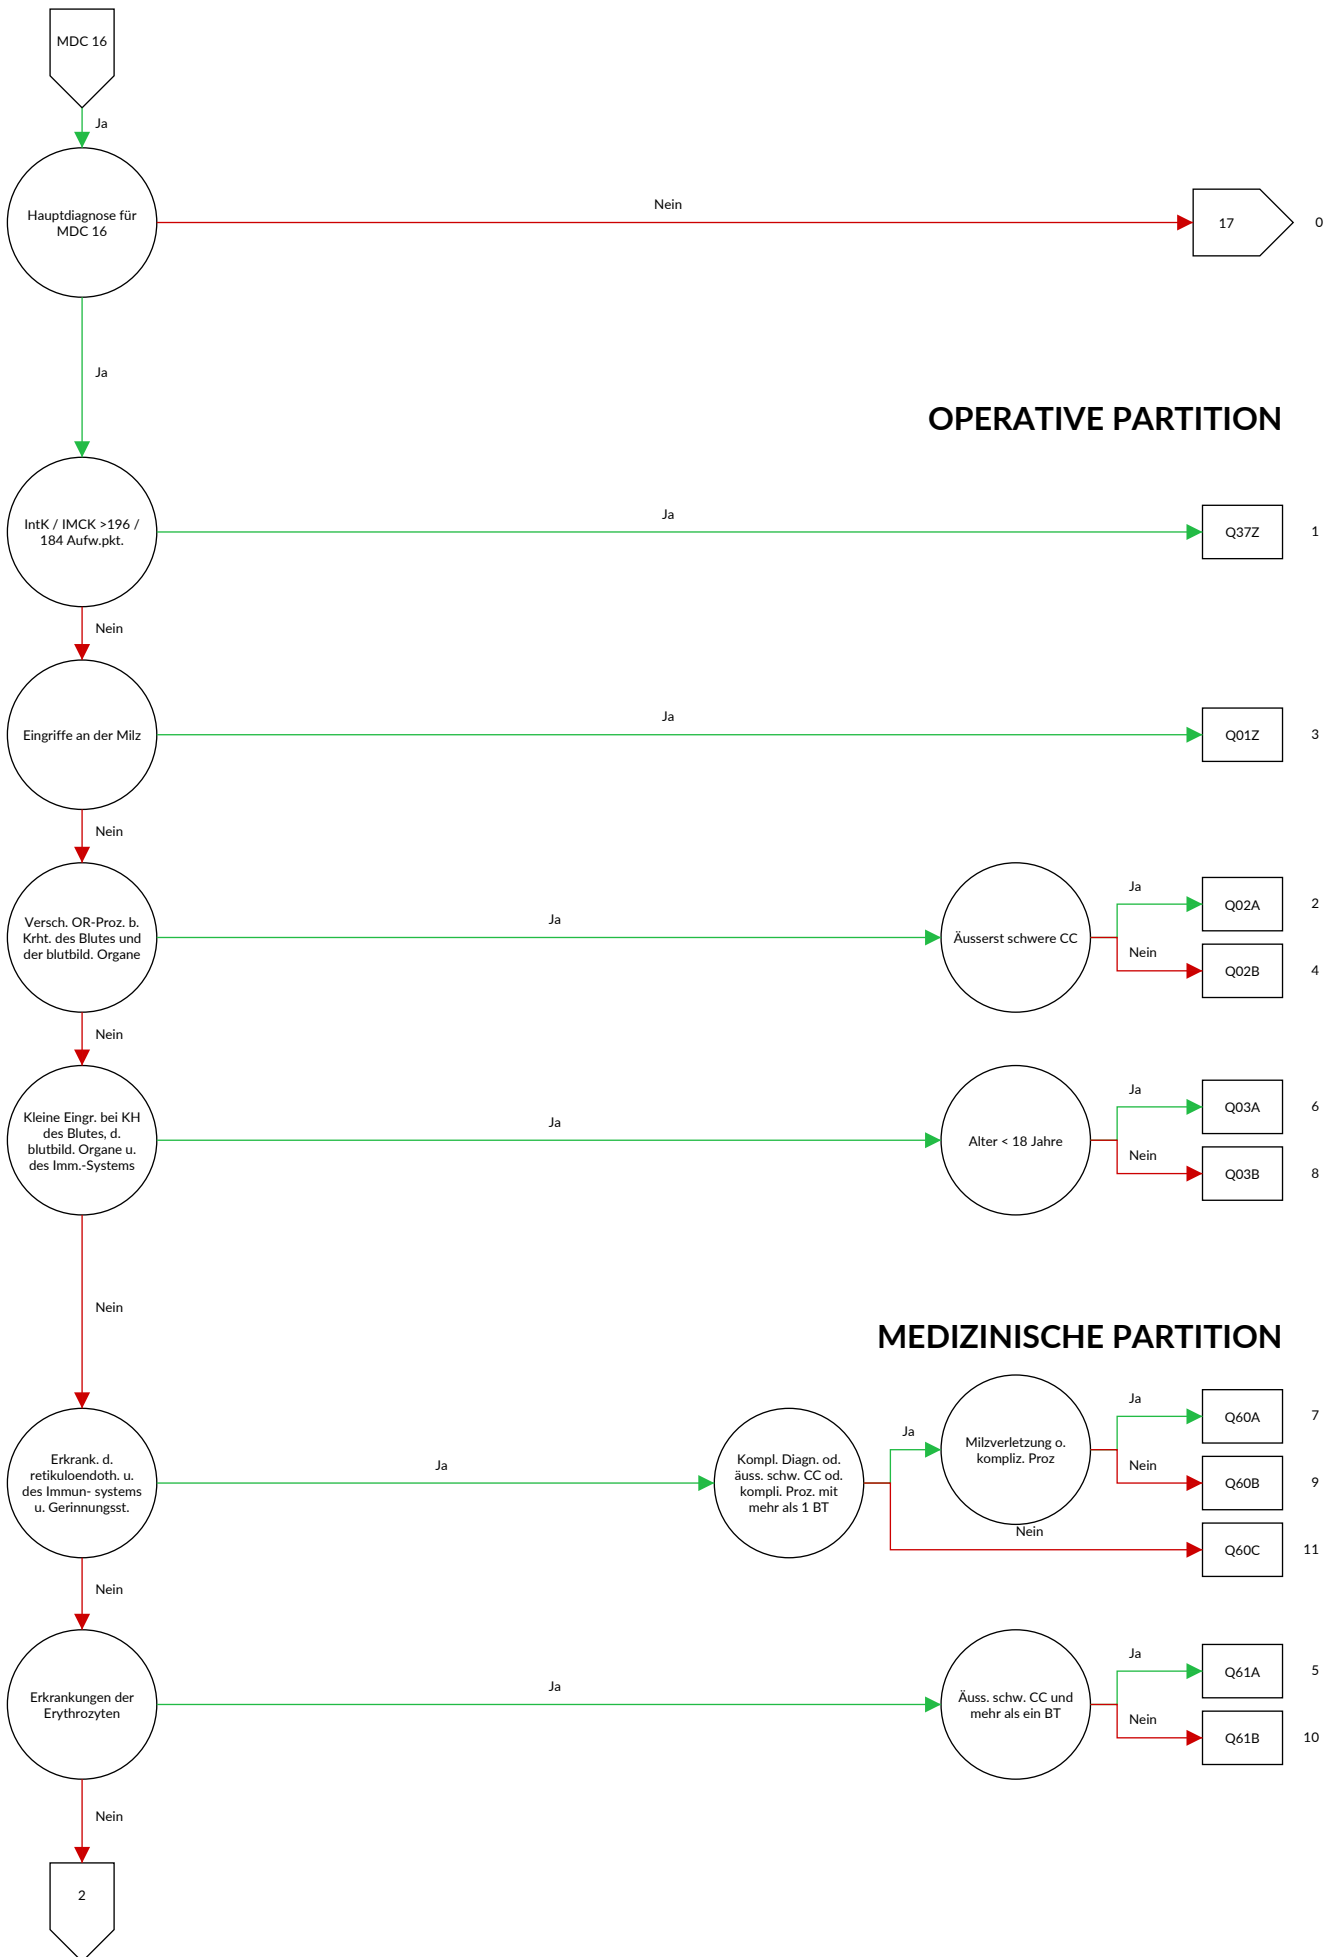 MDC 16
Ja
Hauptdiagnose für
MDC 16
Nein
17
0
Ja
OPERATIVE PARTITION
IntK / IMCK >196 /
184 Aufw.pkt.
Ja
Q37Z
1
Nein
Eingriffe an der Milz
Ja
Q01Z
3
Nein
Versch. OR-Proz. b.
Krht. des Blutes und
der blutbild. Organe
Ja
Äusserst schwere CC
Ja
Q02A
2
Nein
Q02B
4
Nein
Kleine Eingr. bei KH
des Blutes, d.
blutbild. Organe u.
des Imm.-Systems
Ja
Alter < 18 Jahre
Ja
Q03A
6
Nein
Q03B
8
Nein
MEDIZINISCHE PARTITION
Erkrank. d.
retikuloendoth. u.
des Immun- systems
u. Gerinnungsst.
Ja
Kompl. Diagn. od.
äuss. schw. CC od.
kompli. Proz. mit
mehr als 1 BT
Ja
Milzverletzung o.
kompliz. Proz
Ja
Q60A
7
Nein
Q60B
9
Nein
Q60C
11
Nein
Erkrankungen der
Erythrozyten
Ja
Äuss. schw. CC und
mehr als ein BT
Ja
Q61A
5
Nein
Q61B
10
Nein
2